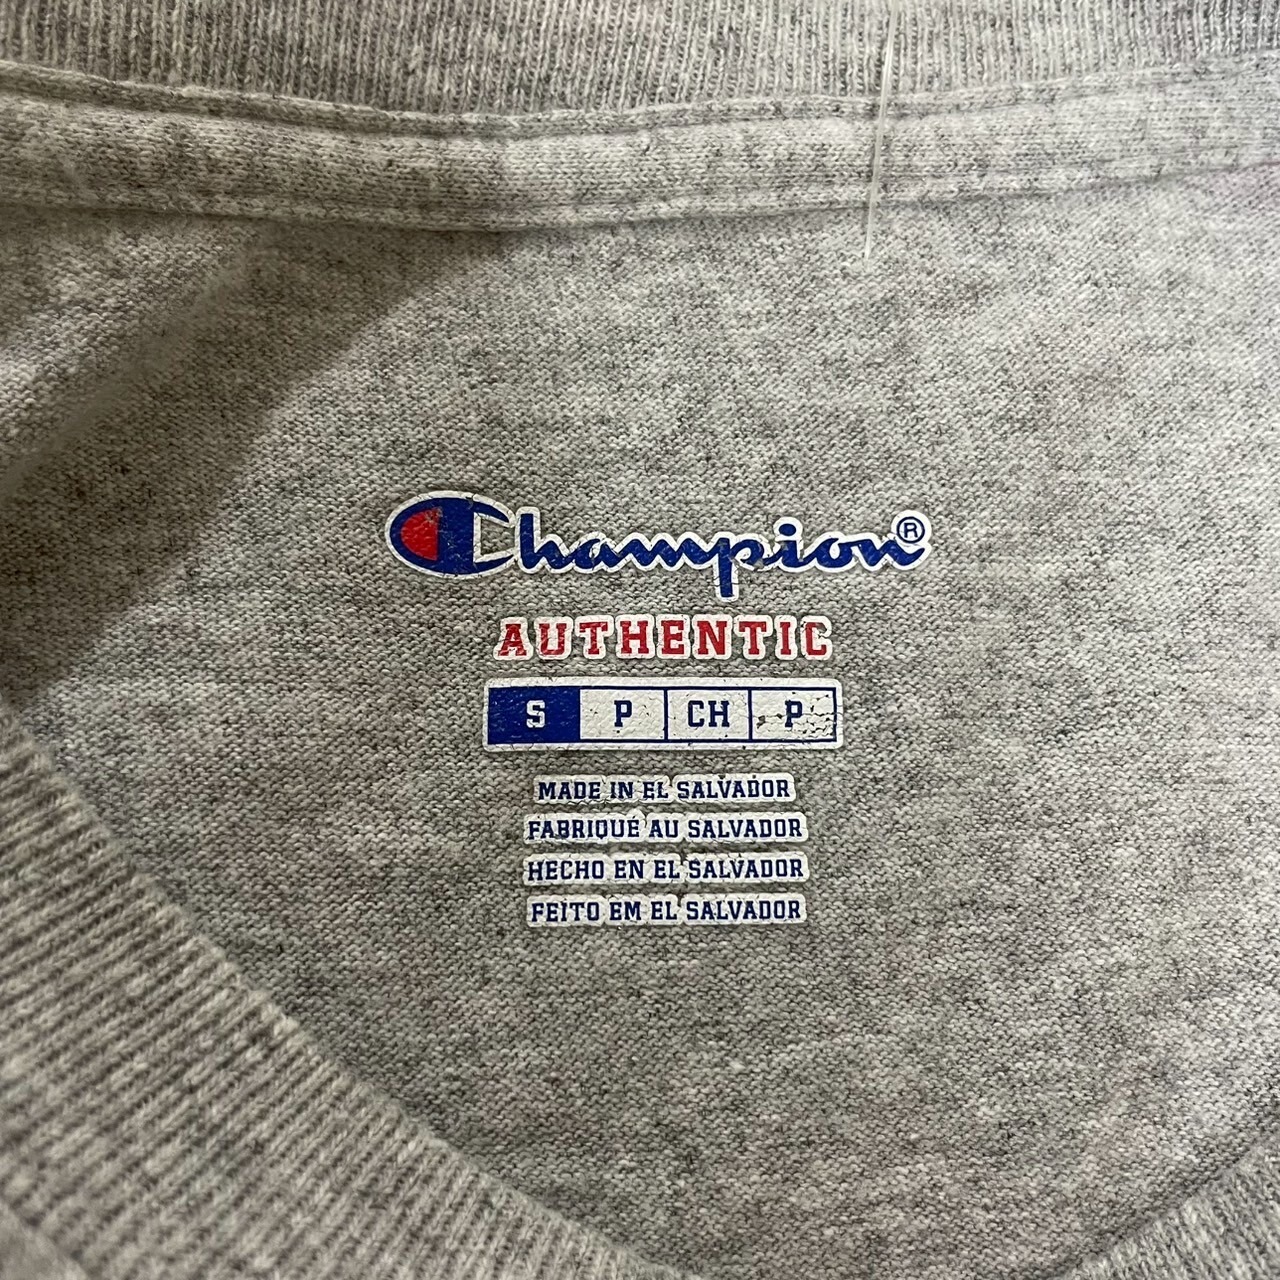 Champion®
AUTHENTIC
S P CH P
MADE IN EL SALVADOR
FABRIQUÉ AU SALVADOR
HECHO EN EL SALVADOR
FEITO EM EL SALVADOR